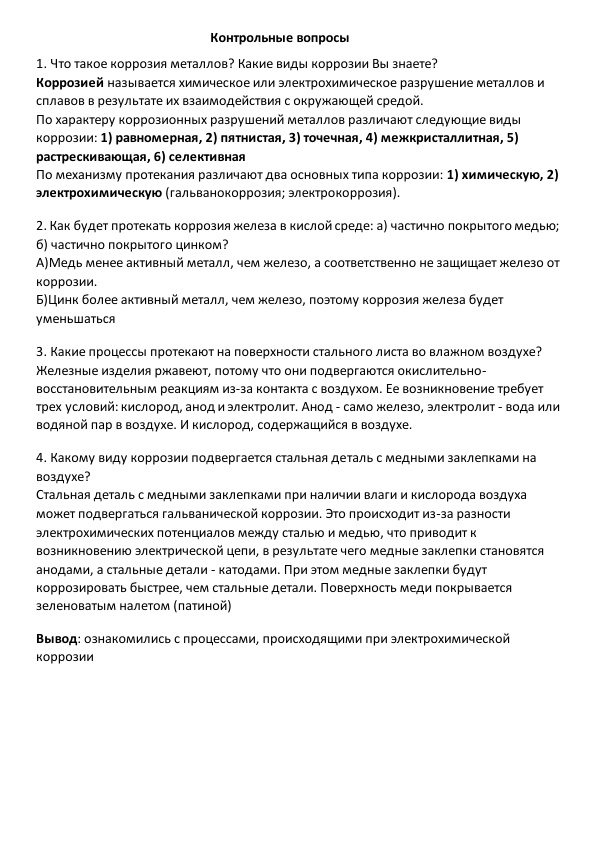 Контрольные вопросы
1. Что такое коррозия металлов? Какие виды коррозии Вы знаете?
Коррозией называется химическое или электрохимическое разрушение металлов и
сплавов в результате их взаимодействия с окружающей средой.
По характеру коррозионных разрушений металлов различают следующие виды
коррозии: 1) равномерная, 2) пятнистая, 3) точечная, 4) межкристаллитная, 5)
растрескивающая, 6) селективная
По механизму протекания различают два основных типа коррозии: 1) химическую, 2)
электрохимическую (гальванокоррозия; электрокоррозия).
2. Как будет протекать коррозия железа в кислой среде: а) частично покрытого медью;
б) частично покрытого цинком?
А)Медь менее активный металл, чем железо, а соответственно не защищает железо от
коррозии.
Б)Цинк более активный металл, чем железо, поэтому коррозия железа будет
уменьшаться
3. Какие процессы протекают на поверхности стального листа во влажном воздухе?
Железные изделия ржавеют, потому что они подвергаются окислительно-
восстановительным реакциям из-за контакта с воздухом. Ее возникновение требует
трех условий: кислород, анод и электролит. Анод - само железо, электролит - вода или
водяной пар в воздухе. И кислород, содержащийся в воздухе.
4. Какому виду коррозии подвергается стальная деталь с медными заклепками на
воздухе?
Стальная деталь с медными заклепками при наличии влаги и кислорода воздуха
может подвергаться гальванической коррозии. Это происходит из-за разности
электрохимических потенциалов между сталью и медью, что приводит к
возникновению электрической цепи, в результате чего медные заклепки становятся
анодами, а стальные детали - катодами. При этом медные заклепки будут
коррозировать быстрее, чем стальные детали. Поверхность меди покрывается
зеленоватым налетом (патиной)
Вывод: ознакомились с процессами, происходящими при электрохимической
коррозии